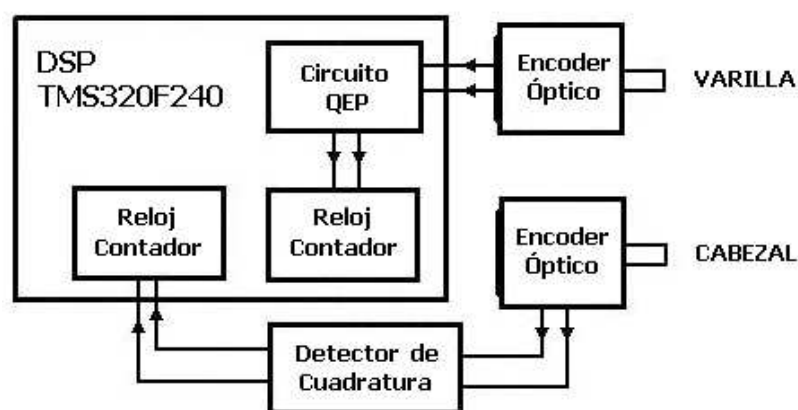 DSP
TMS320F240
Circuito
QEP
Encoder
Óptico
VARILLA
Reloj
Contador
Reloj
Contador
Encoder
Óptico
CABEZAL
Detector de
Cuadratura